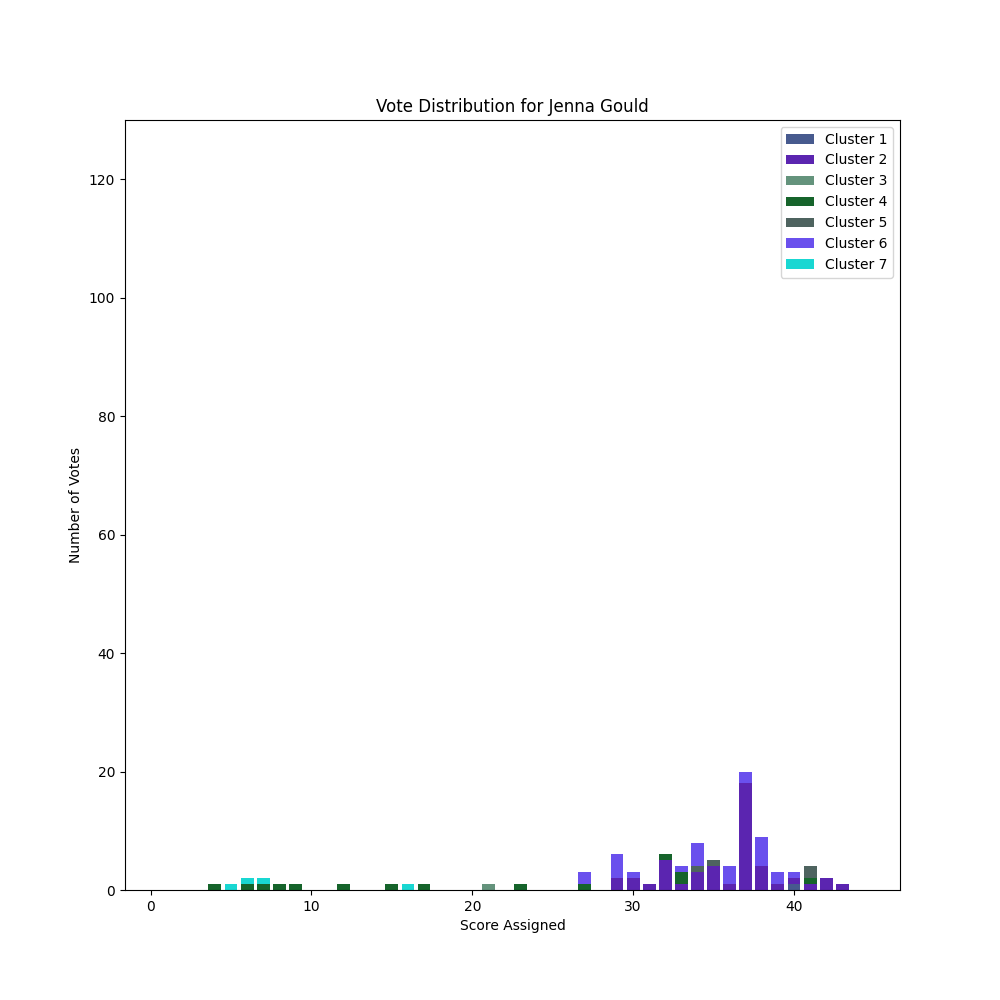 Vote Distribution for Jenna Gould
Cluster 1
Cluster 2
Cluster 3
Cluster 4
Cluster 5
Cluster 6
Cluster 7
120
100
80
60
40
20
0
Number of Votes
0 10 20 30 40
Score Assigned